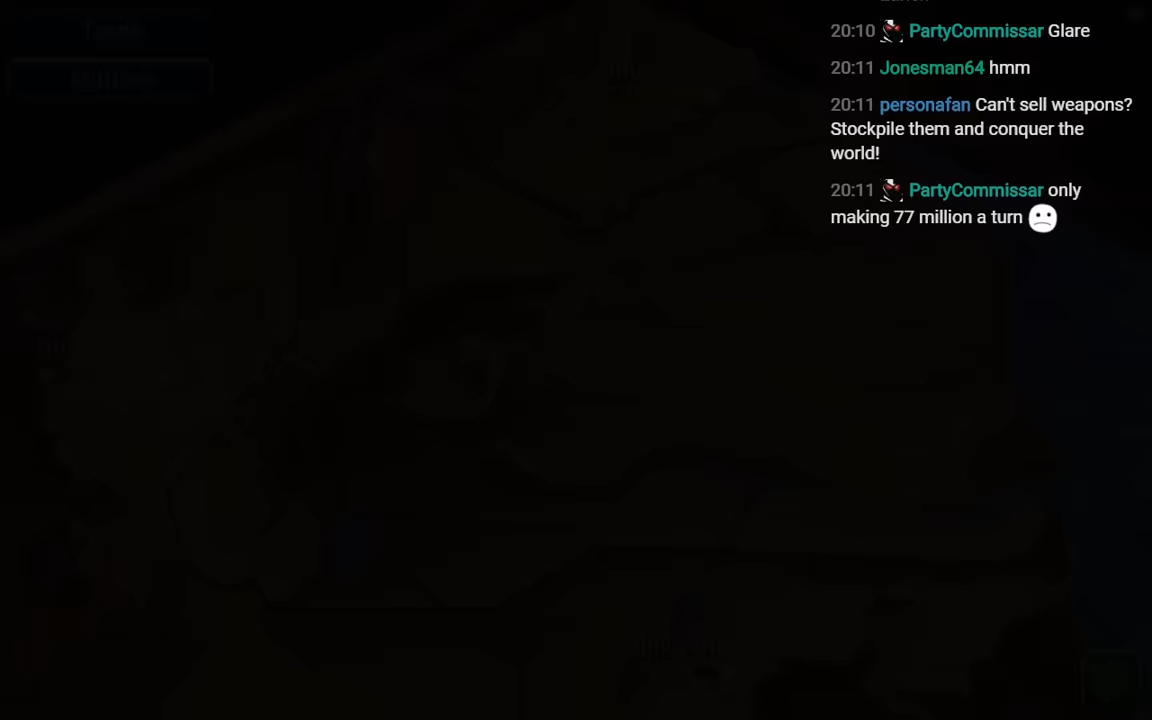 20:10 PartyCommissar Glare
20:11 Jonesman64 hmm
20:11 personafan Can't sell weapons?
Stockpile them and conquer the
world!
20:11 PartyCommissar only
making 77 million a turn